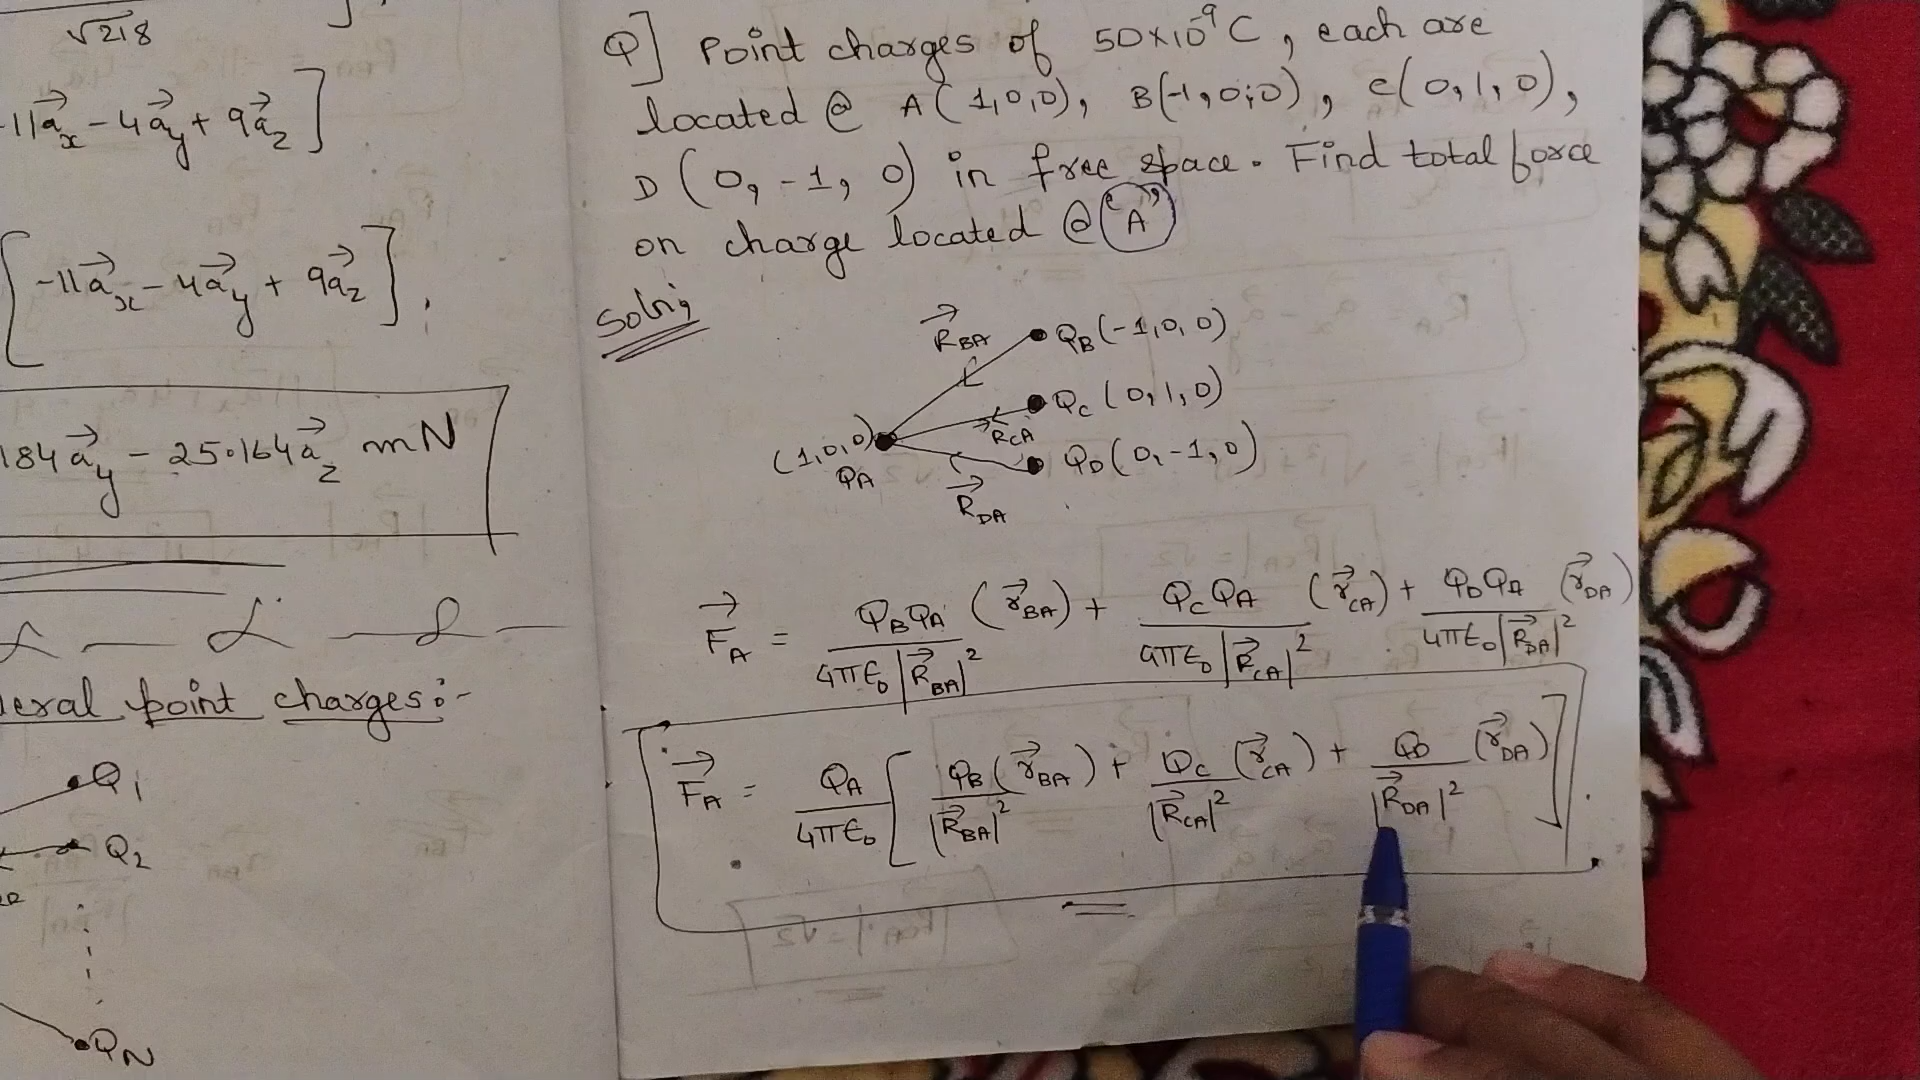 √218
-11a⃗x - 4a⃗y + 9a⃗z ]
[ -11a⃗x - 4a⃗y + 9a⃗z ].
184a⃗y - 25.164a⃗z mN
eral point charges:-
Q1
Q2
QN
Q] Point charges of 50×10⁻⁹C, each are
located @ A(1,0,0), B(-1,0,0), C(0,1,0),
D(0,-1,0) in free space. Find total force
on charge located @ "A"
Soln:
R⃗BA QB(-1,0,0)
QC(0,1,0)
(1,0,0) R⃗CA
QA QD(0,-1,0)
R⃗DA
F⃗A = QBQA/4πε₀|R⃗BA|² (r⃗BA) + QCQA/4πε₀|R⃗CA|² (r⃗CA) + QDQA/4πε₀|R⃗DA|² (r⃗DA)
F⃗A = QA/4πε₀ [ QB/|R⃗BA|² (r⃗BA) + QC/|R⃗CA|² (r⃗CA) + QD/|R⃗DA|² (r⃗DA) ]